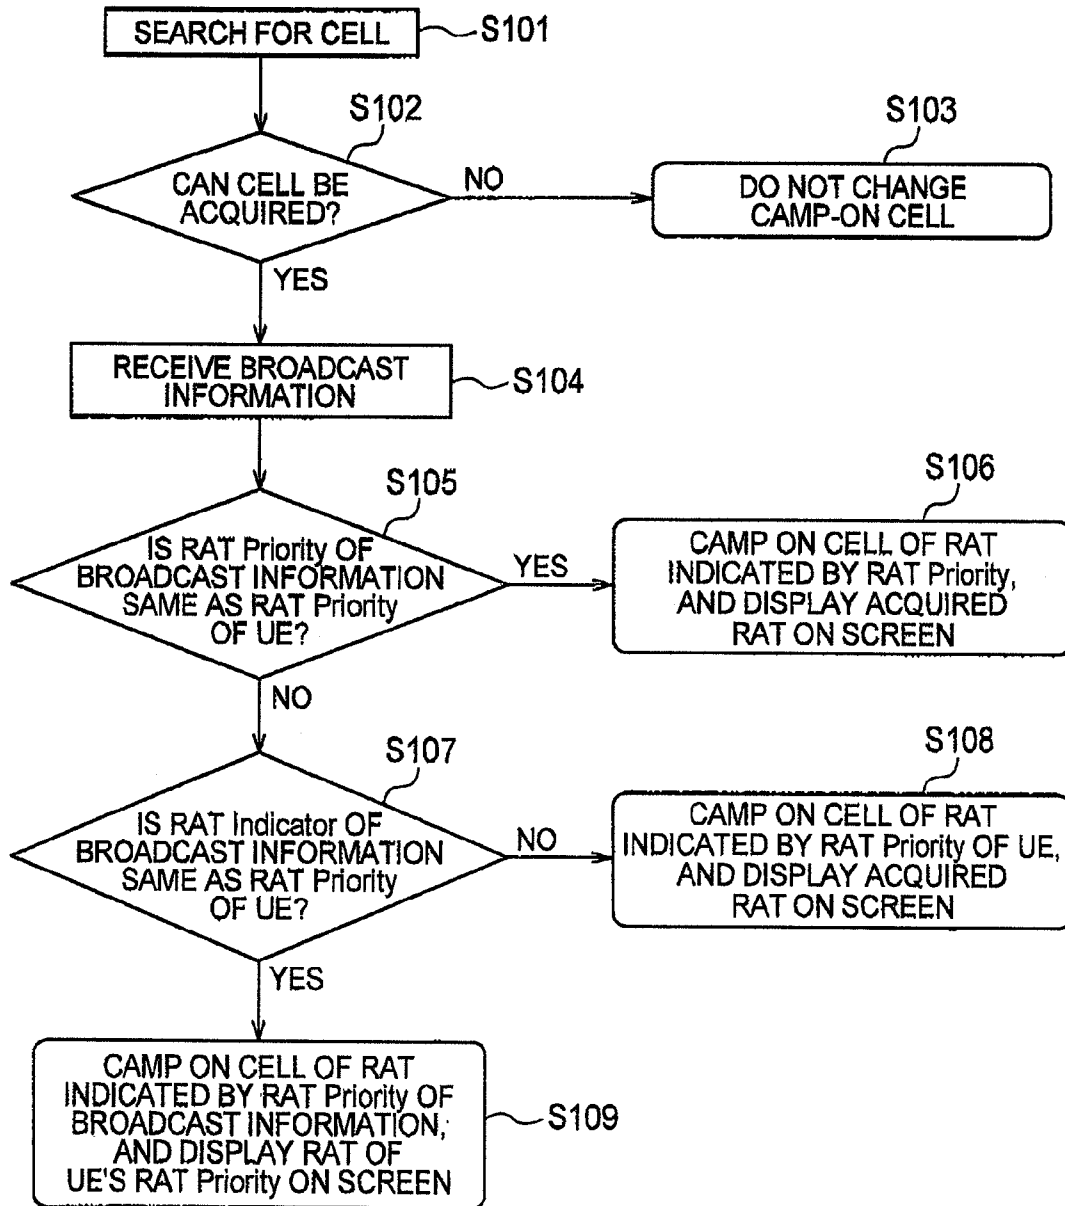 SEARCH FOR CELL
S101
S102
CAN CELL BE
ACQUIRED?
NO
S103
DO NOT CHANGE
CAMP-ON CELL
YES
RECEIVE BROADCAST
INFORMATION
S104
S105
IS RAT Priority OF
BROADCAST INFORMATION
SAME AS RAT Priority
OF UE?
YES
S106
CAMP ON CELL OF RAT
INDICATED BY RAT Priority,
AND DISPLAY ACQUIRED
RAT ON SCREEN
NO
S107
IS RAT Indicator OF
BROADCAST INFORMATION
SAME AS RAT Priority
OF UE?
NO
S108
CAMP ON CELL OF RAT
INDICATED BY RAT Priority OF UE,
AND DISPLAY ACQUIRED
RAT ON SCREEN
YES
CAMP ON CELL OF RAT
INDICATED BY RAT Priority OF
BROADCAST INFORMATION,
AND DISPLAY RAT OF
UE'S RAT Priority ON SCREEN
S109